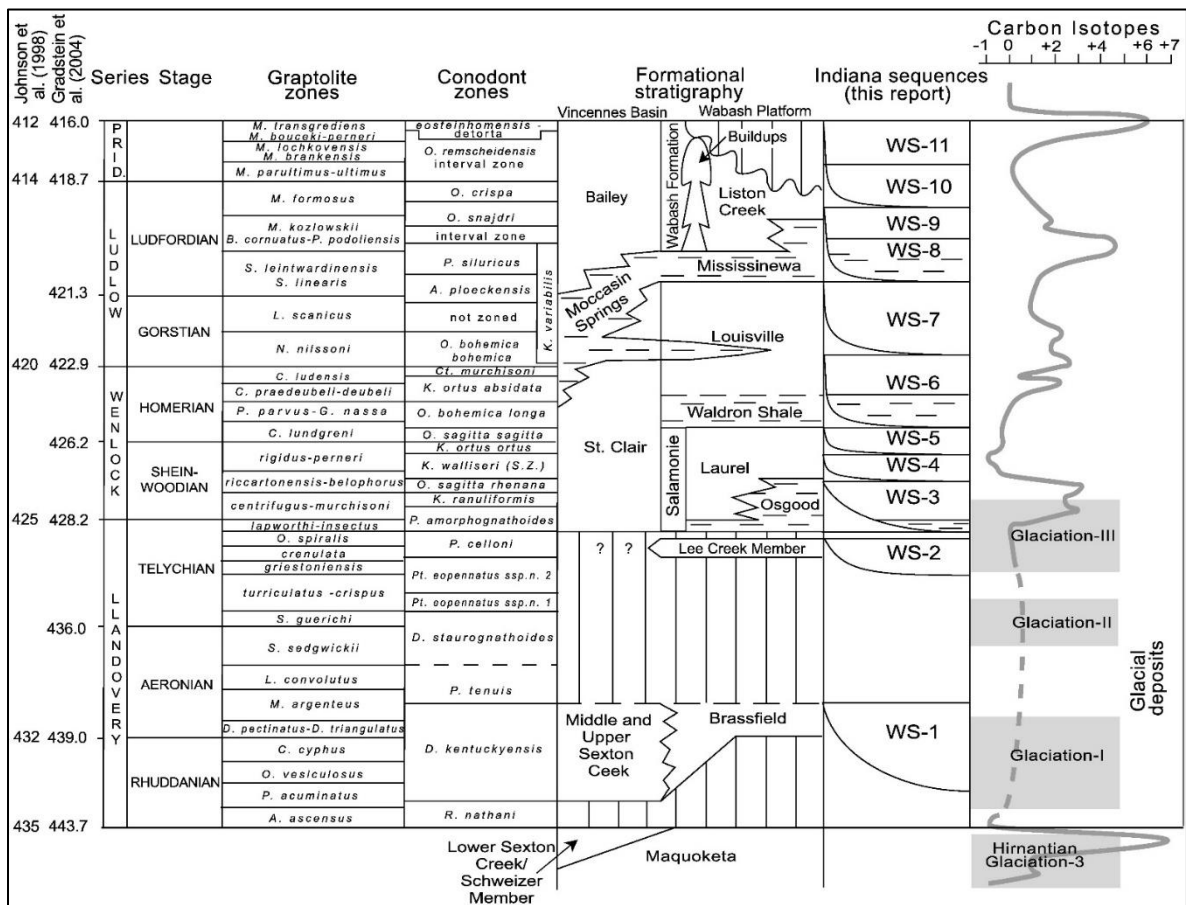 Johnson et
al. (1998)
Gradstein et
al. (2004)
Series
Stage
Graptolite
zones
Conodont
zones
Formational
stratigraphy
Vincennes Basin
Wabash Platform
Indiana sequences
(this report)
Carbon Isotopes
-1 0 +2 +4 +6 +7
412 416.0
414 418.7
421.3
420 422.9
426.2
425 428.2
436.0
432 439.0
435 443.7
PRID.
LUDLOW
WENLOCK
LLANDOVERY
LUDFORDIAN
GORSTIAN
HOMERIAN
SHEIN-
WOODIAN
TELYCHIAN
AERONIAN
RHUDDANIAN
M. transgrediens
M. bouceki-perneri
M. lochkovensis
M. brankensis
M. parultimus-ultimus
M. formosus
M. kozlowskii
B. cornuatus-P. podoliensis
S. leintwardinensis
S. linearis
L. scanicus
N. nilssoni
C. ludensis
C. praedeubeli-deubeli
P. parvus-G. nassa
C. lundgreni
rigidus-perneri
riccartonensis-belophorus
centrifugus-murchisoni
lapworthi-insectus
O. spiralis
crenulata
griestoniensis
turriculatus -crispus
S. guerichi
S. sedgwickii
L. convolutus
M. argenteus
D. pectinatus-D. triangulatus
C. cyphus
O. vesiculosus
P. acuminatus
A. ascensus
eosteinhornensis -
detorta
O. remscheidensis
interval zone
O. crispa
O. snajdri
interval zone
P. siluricus
A. ploeckensis
K. variabilis
not zoned
O. bohemica
bohemica
Ct. murchisoni
K. ortus absidata
O. bohemica longa
O. sagitta sagitta
K. ortus ortus
K. walliseri (S.Z.)
O. sagitta rhenana
K. ranuliformis
P. amorphognathoides
P. celloni
Pt. eopennatus ssp.n. 2
Pt. eopennatus ssp.n. 1
D. staurognathoides
P. tenuis
D. kentuckyensis
R. nathani
Bailey
Wabash Formation
Buildups
Liston
Creek
Mississinewa
Moccasin
Springs
Louisville
Waldron Shale
St. Clair
Salamonie
Laurel
Osgood
? ?
Lee Creek Member
Middle and
Upper
Sexton
Ceek
Brassfield
Lower Sexton
Creek/
Schweizer
Member
Maquoketa
WS-11
WS-10
WS-9
WS-8
WS-7
WS-6
WS-5
WS-4
WS-3
WS-2
WS-1
Glaciation-III
Glaciation-II
Glaciation-I
Hirnantian
Glaciation-3
Glacial
deposits